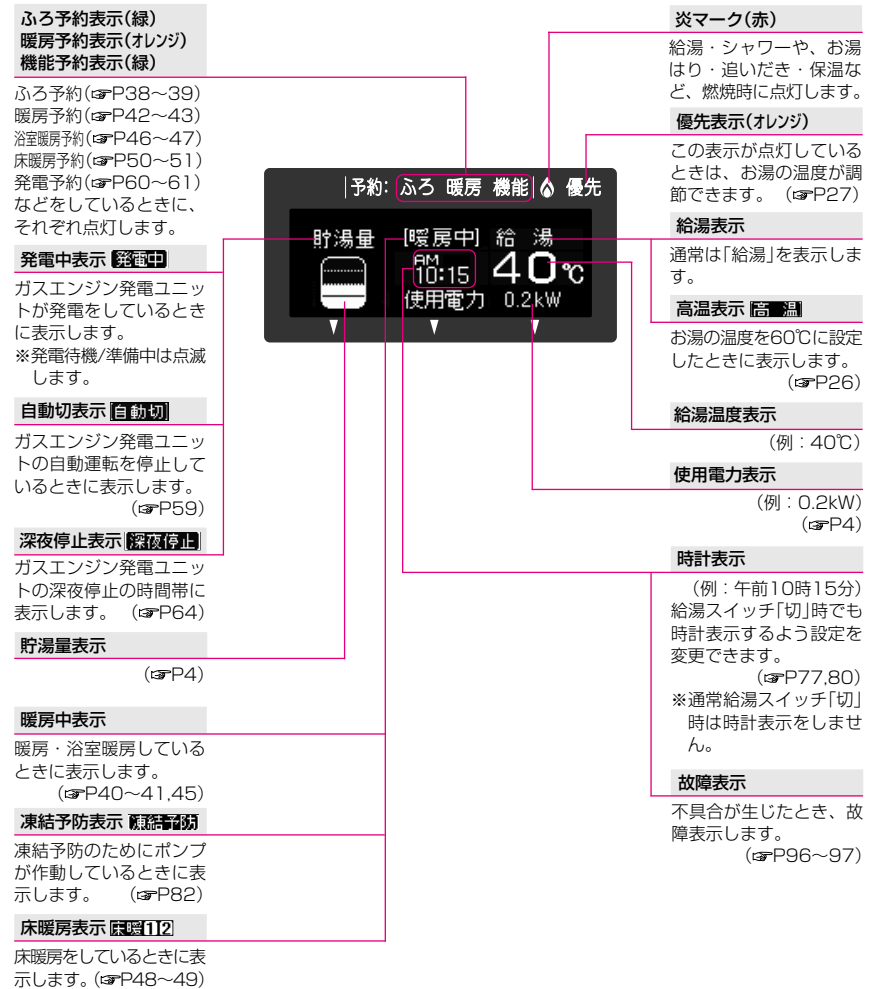 ふろ予約表示(緑)
暖房予約表示(オレンジ)
機能予約表示(緑)
ふろ予約(☞P38～39)
暖房予約(☞P42～43)
浴室暖房予約(☞P46～47)
床暖房予約(☞P50～51)
発電予約(☞P60～61)
などをしているときに、
それぞれ点灯します。
発電中表示 発電中
ガスエンジン発電ユニッ
トが発電をしているとき
に表示します。
※発電待機/準備中は点滅
します。
自動切表示 自動切
ガスエンジン発電ユニッ
トの自動運転を停止して
いるときに表示します。
(☞P59)
深夜停止表示 深夜停止
ガスエンジン発電ユニッ
トの深夜停止の時間帯に
表示します。 (☞P64)
貯湯量表示
(☞P4)
暖房中表示
暖房・浴室暖房している
ときに表示します。
(☞P40～41,45)
凍結予防表示 凍結予防
凍結予防のためにポンプ
が作動しているときに表
示します。 (☞P82)
床暖房表示 床暖12
床暖房をしているときに表
示します。(☞P48～49)
予約: ふろ 暖房 機能 優先
貯湯量 [暖房中] 給 湯
AM
10:15 40℃
使用電力 0.2kW
炎マーク(赤)
給湯・シャワーや、お湯
はり・追いだき・保温な
ど、燃焼時に点灯します。
優先表示(オレンジ)
この表示が点灯している
ときは、お湯の温度が調
節できます。 (☞P27)
給湯表示
通常は「給湯」を表示しま
す。
高温表示 高 温
お湯の温度を60℃に設定
したときに表示します。
(☞P26)
給湯温度表示
(例：40℃)
使用電力表示
(例：0.2kW)
(☞P4)
時計表示
(例：午前10時15分)
給湯スイッチ「切」時でも
時計表示するよう設定を
変更できます。
(☞P77,80)
※通常給湯スイッチ「切」
時は時計表示をしませ
ん。
故障表示
不具合が生じたとき、故
障表示します。
(☞P96～97)